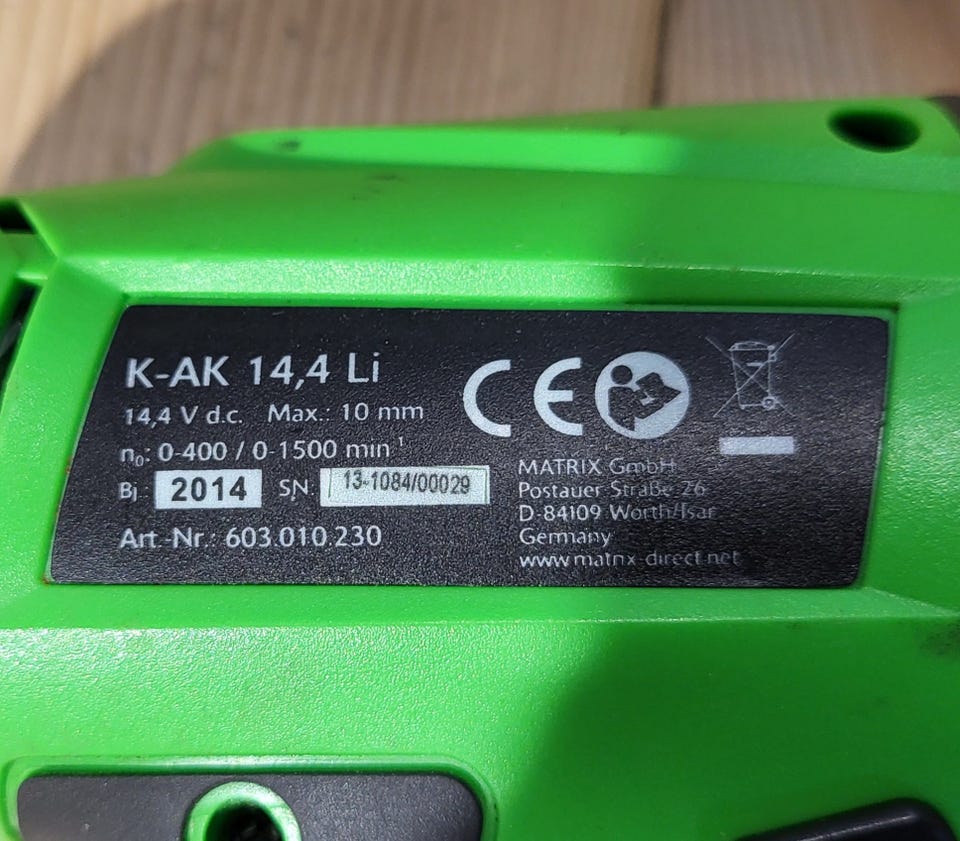 K-AK 14,4 Li
14,4 V d.c. Max.: 10 mm
n₀: 0-400 / 0-1500 min⁻¹
Bj 2014 SN 13-1084/00029
Art.-Nr.: 603.010.230
CE
MATRIX GmbH
Postauer Straße 26
D-84109 Wörth/Isar
Germany
www.matrix-direct.net